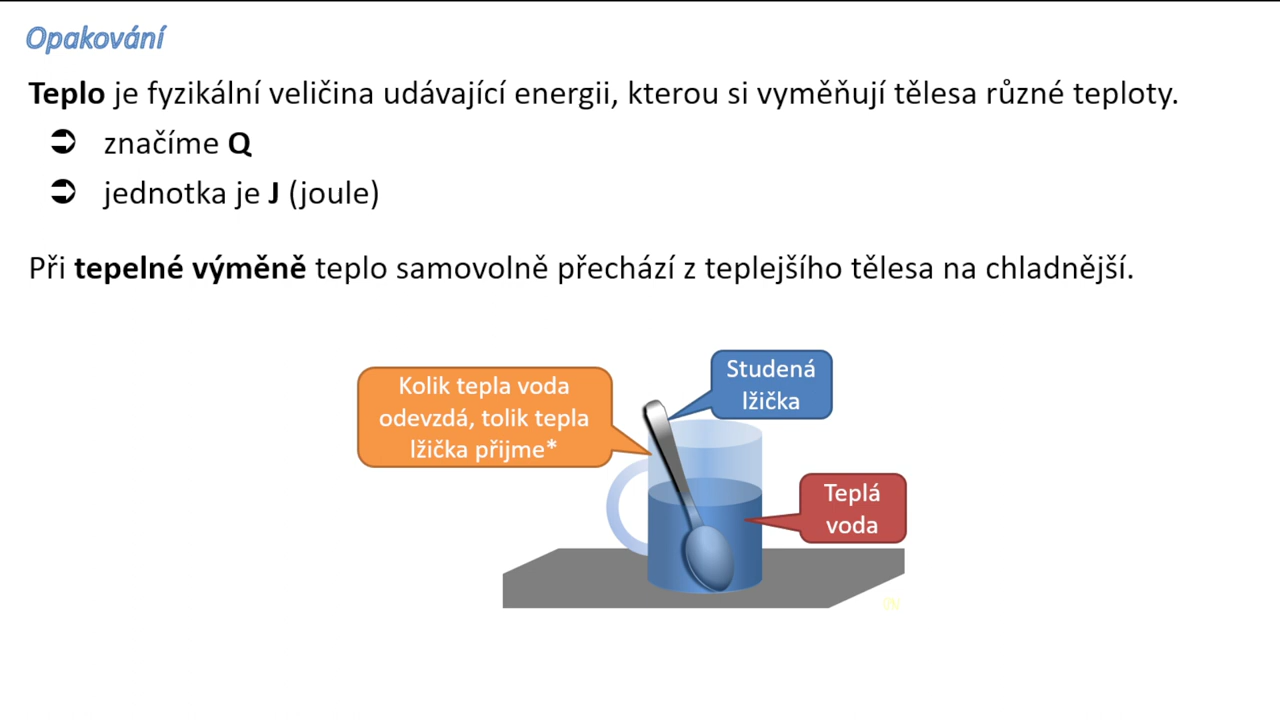 Opakování
Teplo je fyzikální veličina udávající energii, kterou si vyměňují tělesa různé teploty.
➲ značíme Q
➲ jednotka je J (joule)
Při tepelné výměně teplo samovolně přechází z teplejšího tělesa na chladnější.
Studená
lžička
Kolik tepla voda
odevzdá, tolik tepla
lžička přijme*
Teplá
voda